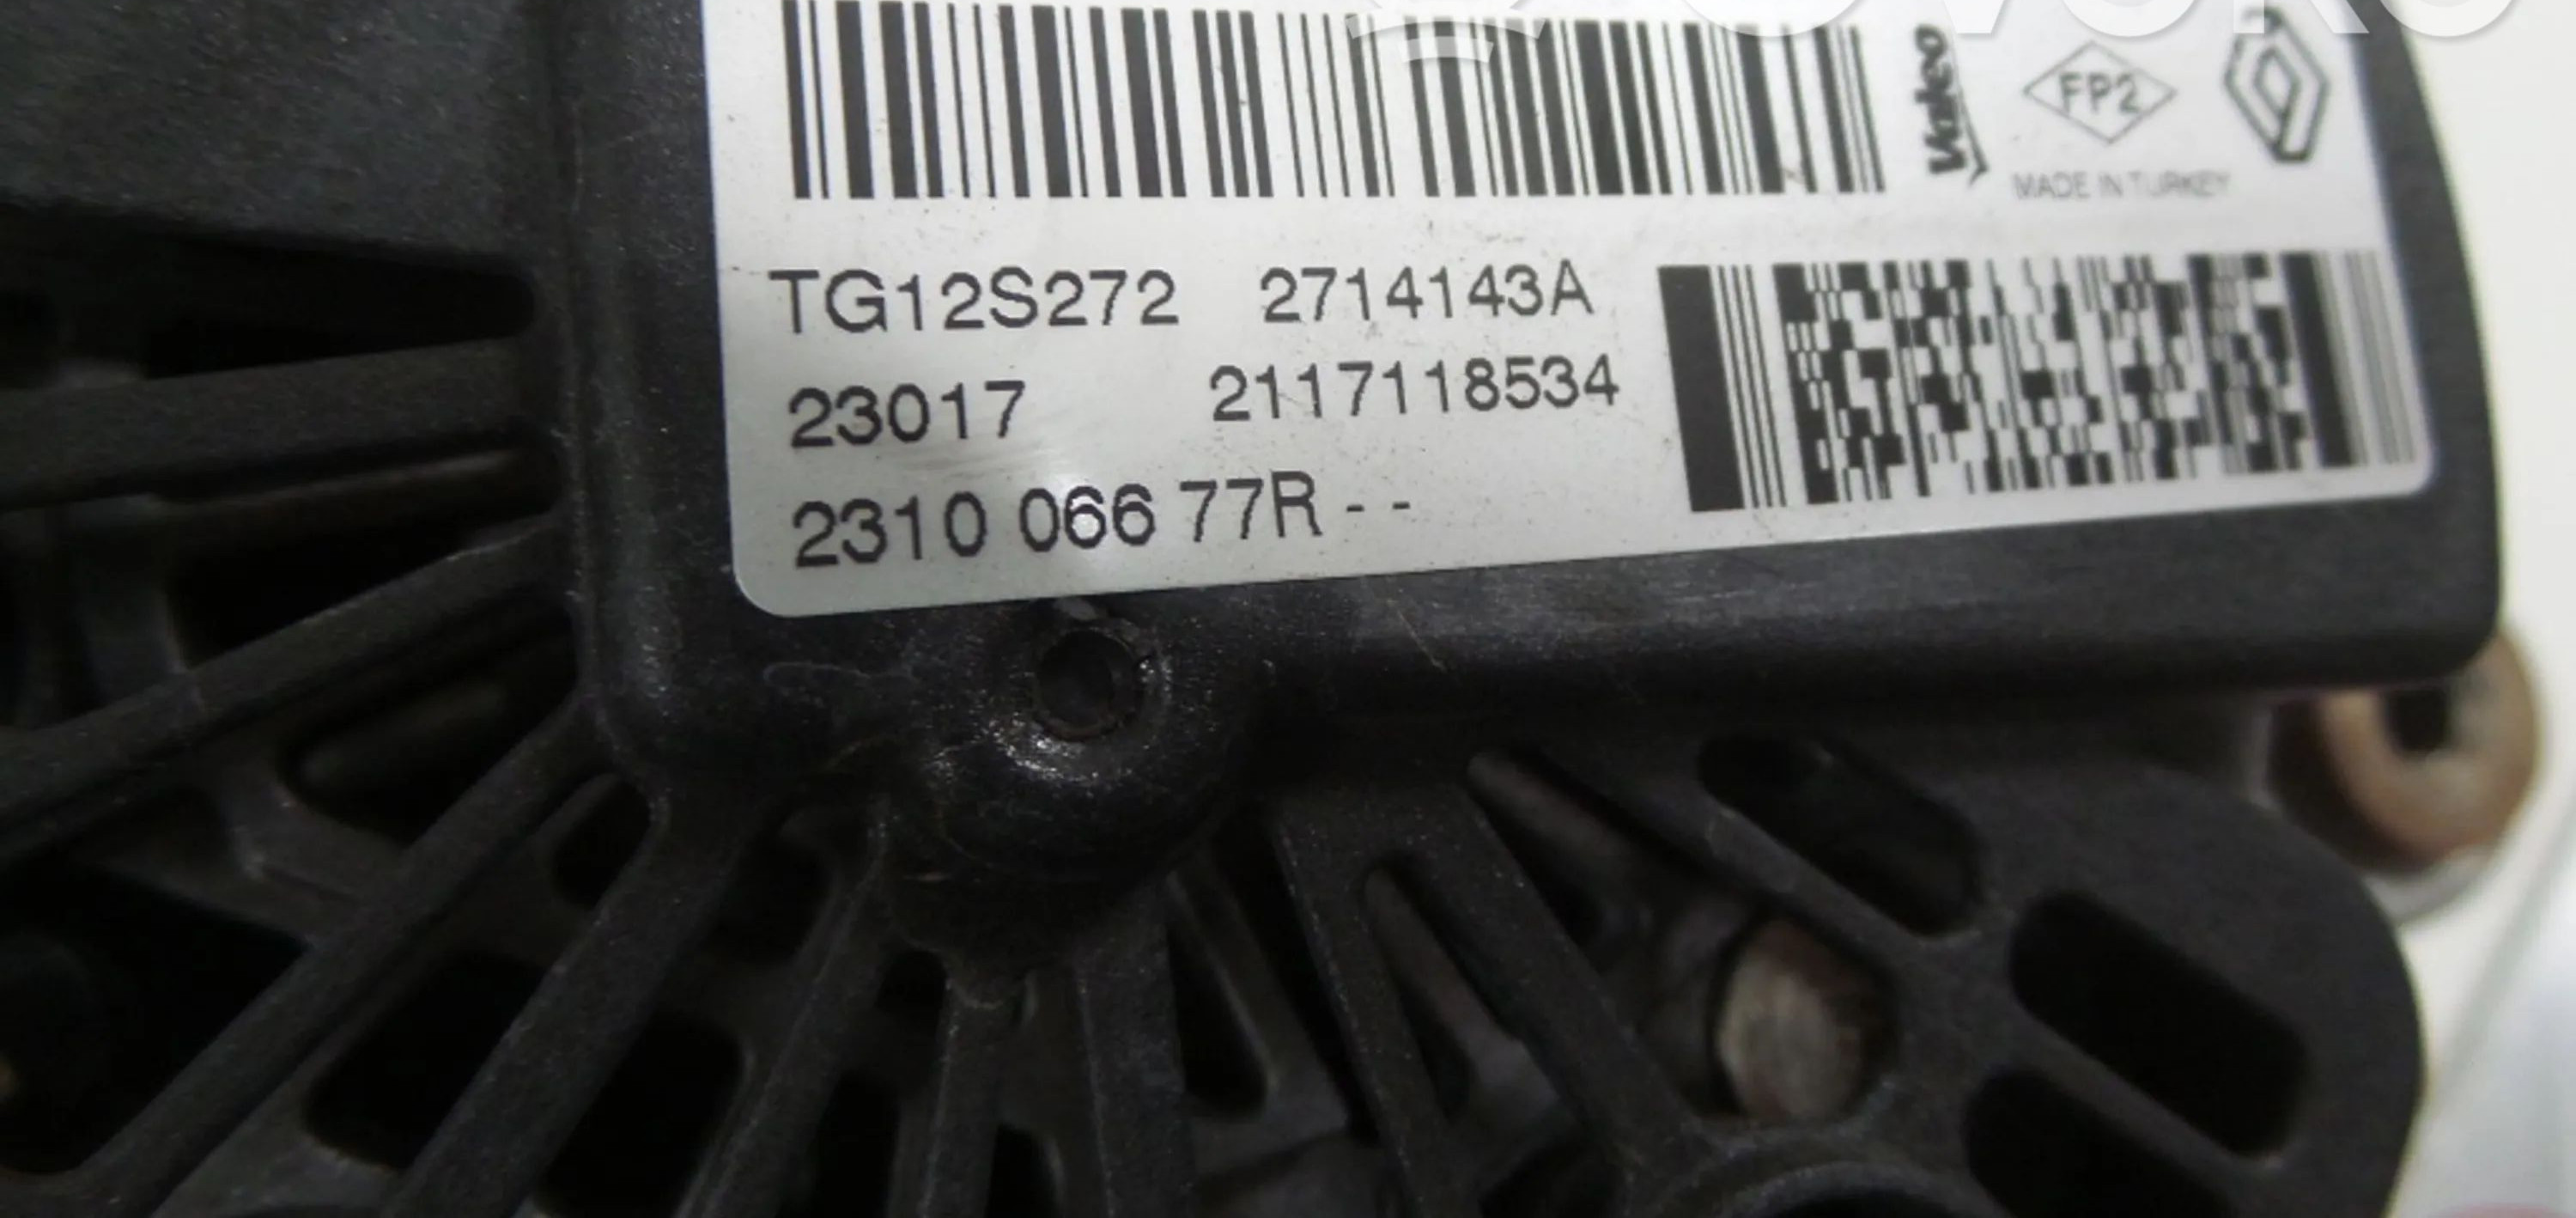 Valeo
FP2
MADE IN TURKEY
TG12S272 2714143A
23017 2117118534
2310 066 77R - -